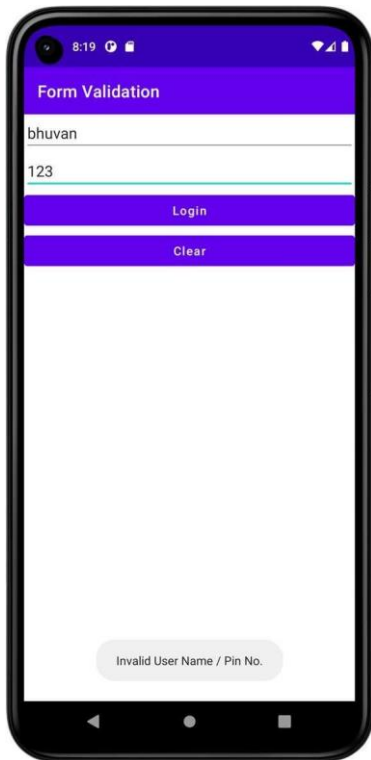 8:19
Form Validation
bhuvan
123
Login
Clear
Invalid User Name / Pin No.